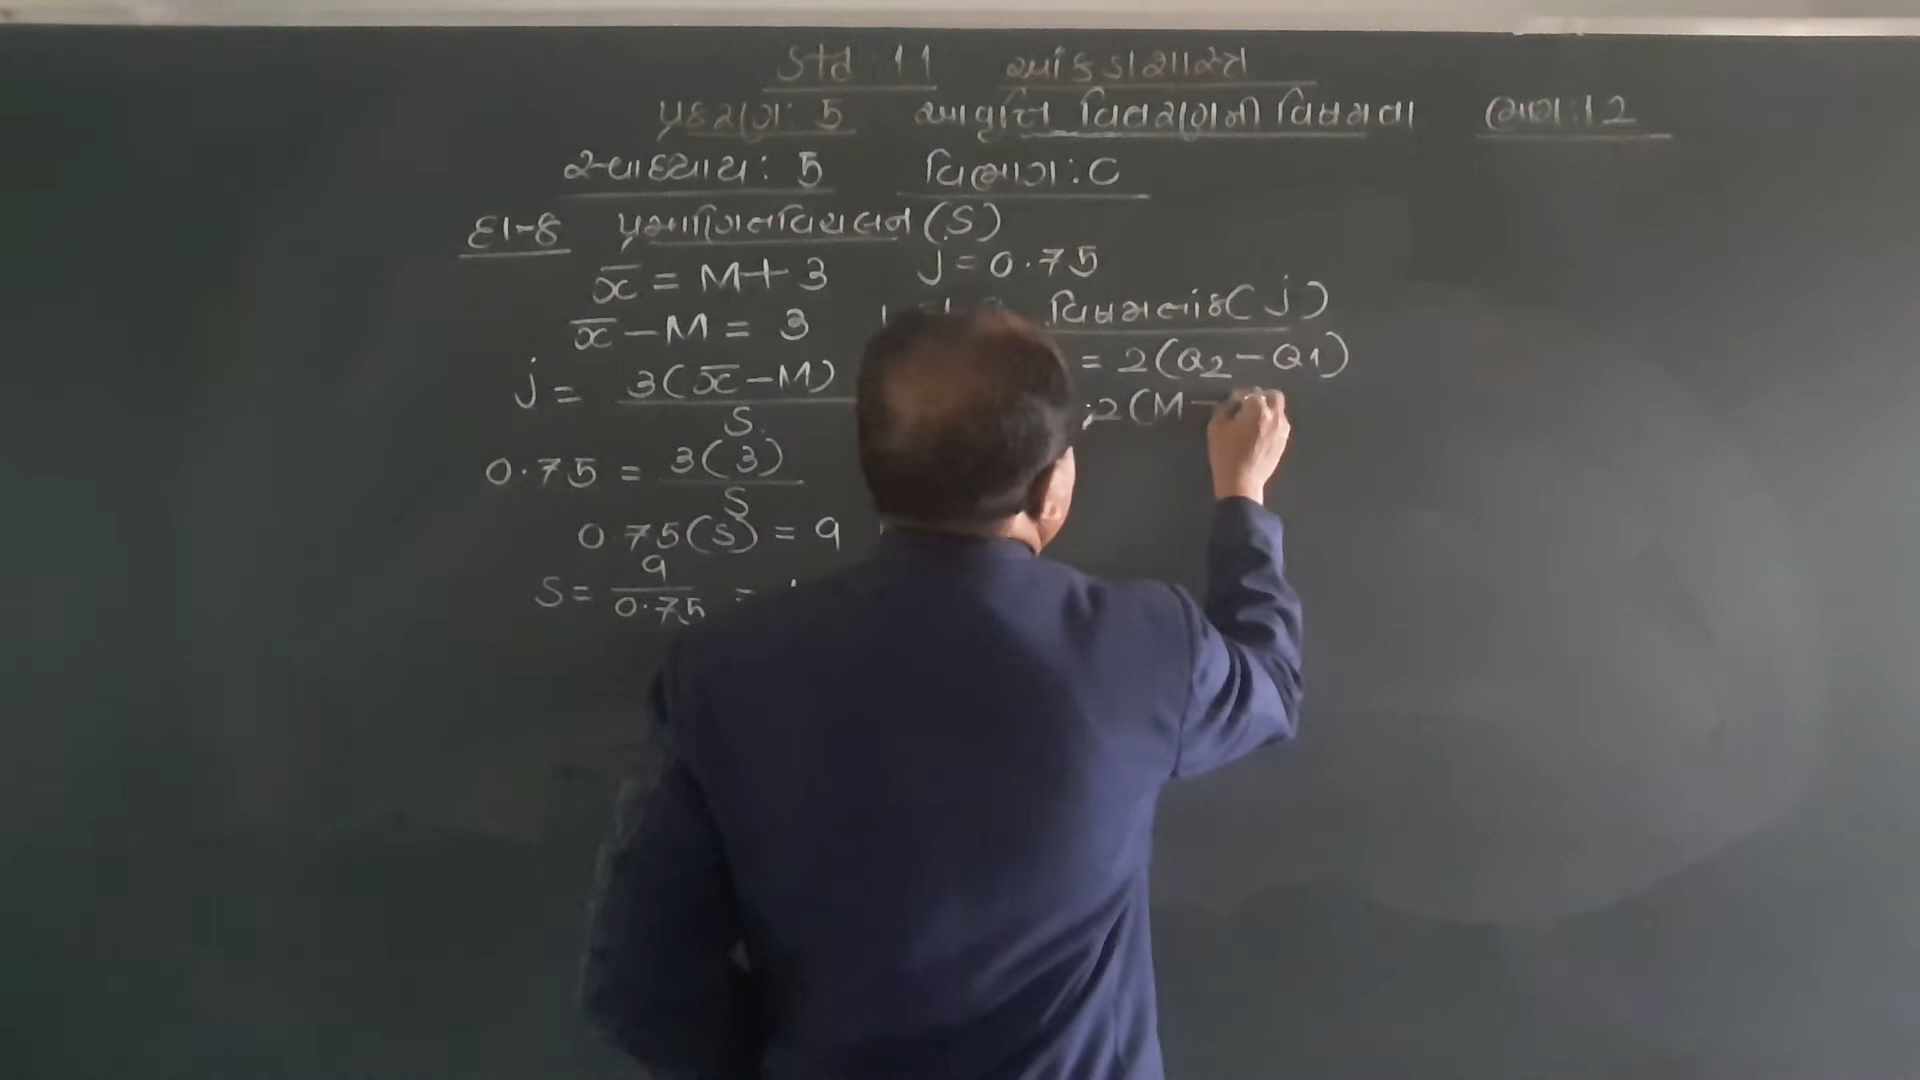 Std : 11 આંકડાશાસ્ત્ર
પ્રકરણ: 5 આવૃત્તિ વિતરણની વિષમતા ભાગ:12
સ્વાધ્યાય: 5 વિભાગ: C
દા-8 પ્રમાણિતવિચલન (S)
x̄ = M + 3 j = 0.75
x̄ - M = 3 વિષમતાંક(j)
j = 3(x̄ - M) / S = 2(Q2 - Q1)
0.75 = 3(3) / S ;2(M -
0 75(S) = 9
S = 9 / 0.75 =